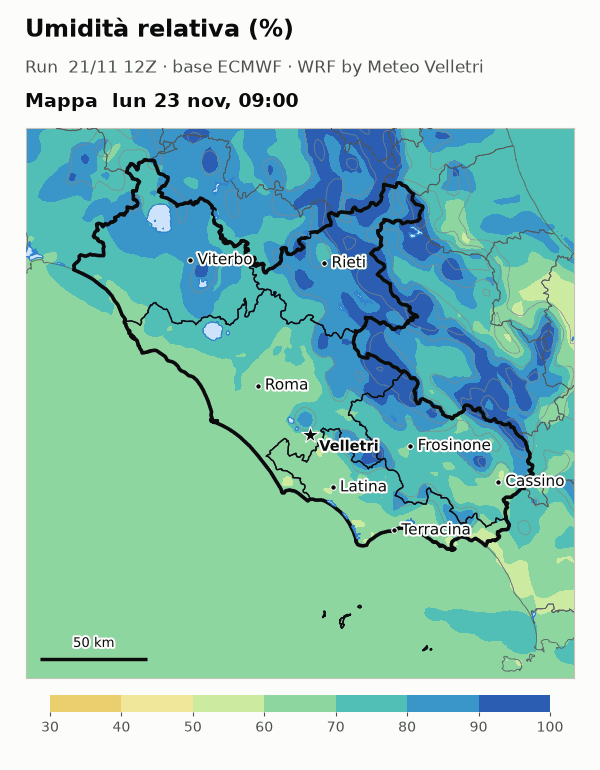 Umidità relativa (%)
Run  21/11 12Z · base ECMWF · WRF by Meteo Velletri
Mappa  lun 23 nov, 09:00
Viterbo
Rieti
Roma
Velletri
Frosinone
Latina
Cassino
Terracina
50 km
30 40 50 60 70 80 90 100